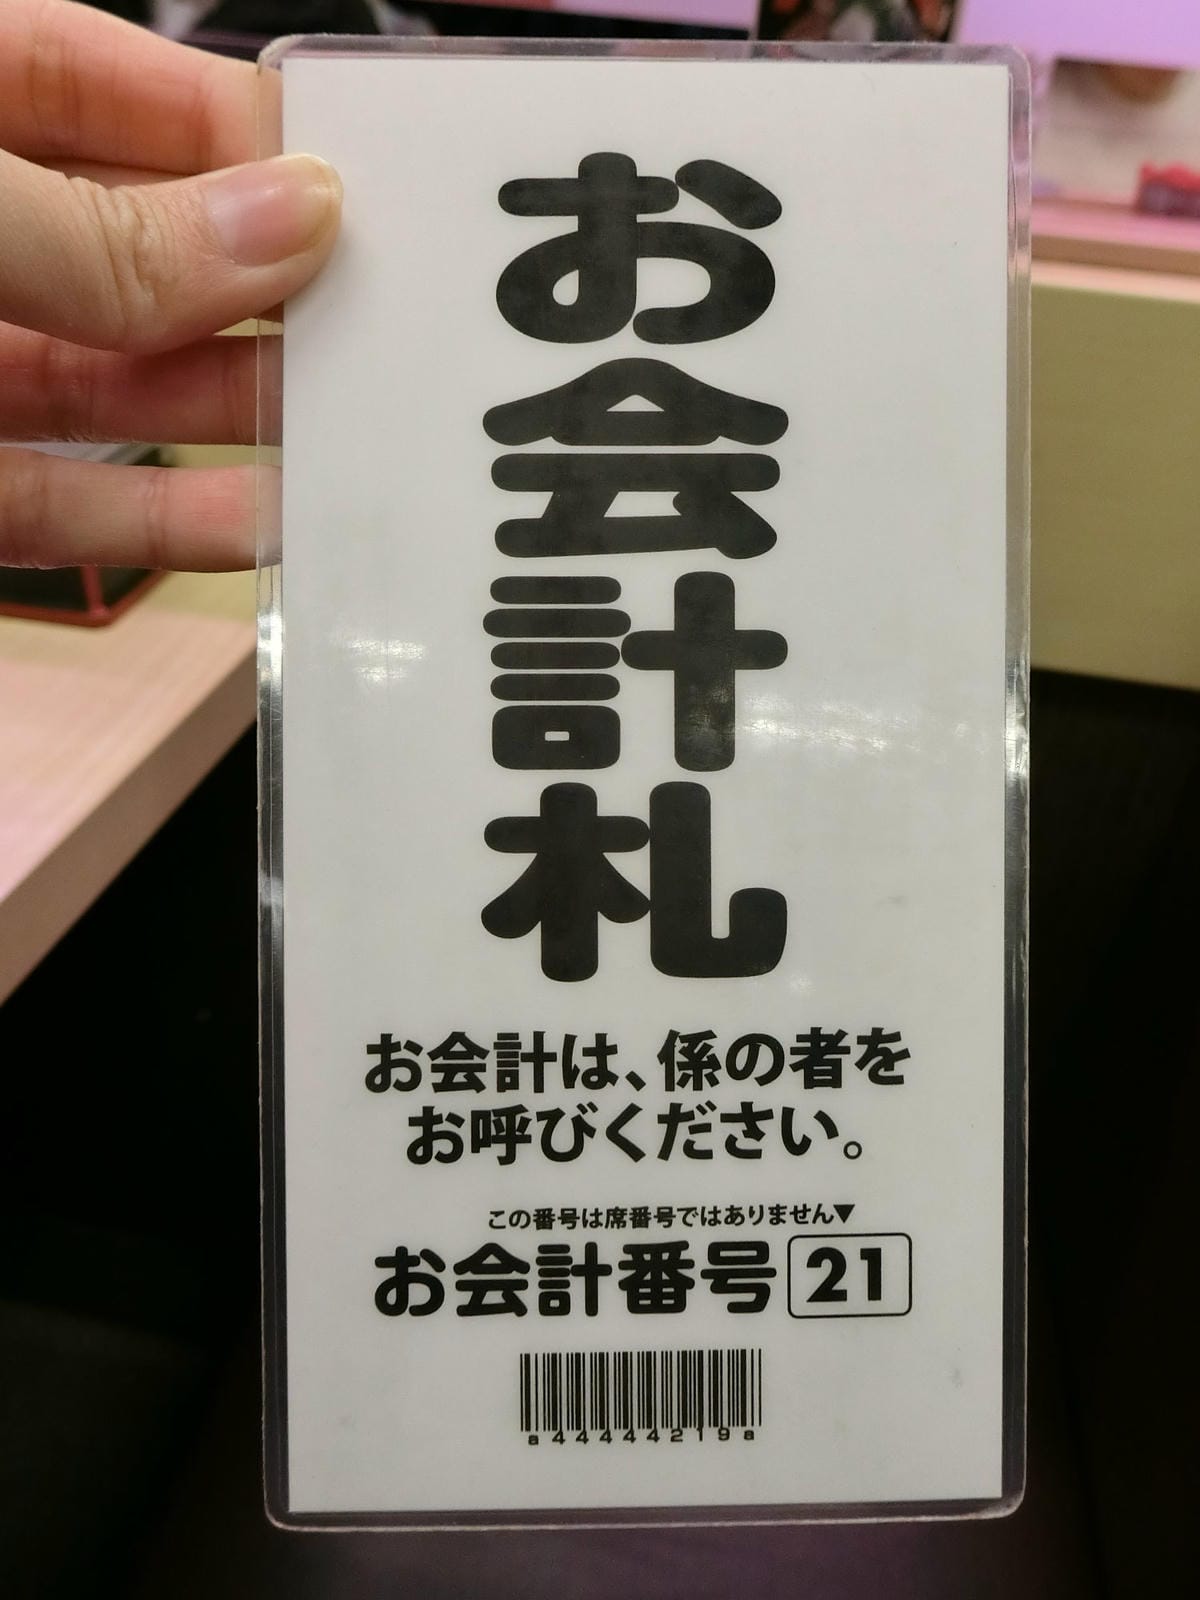 お会計札
お会計は、係の者を
お呼びください。
この番号は席番号ではありません▼
お会計番号 21
a44444219a